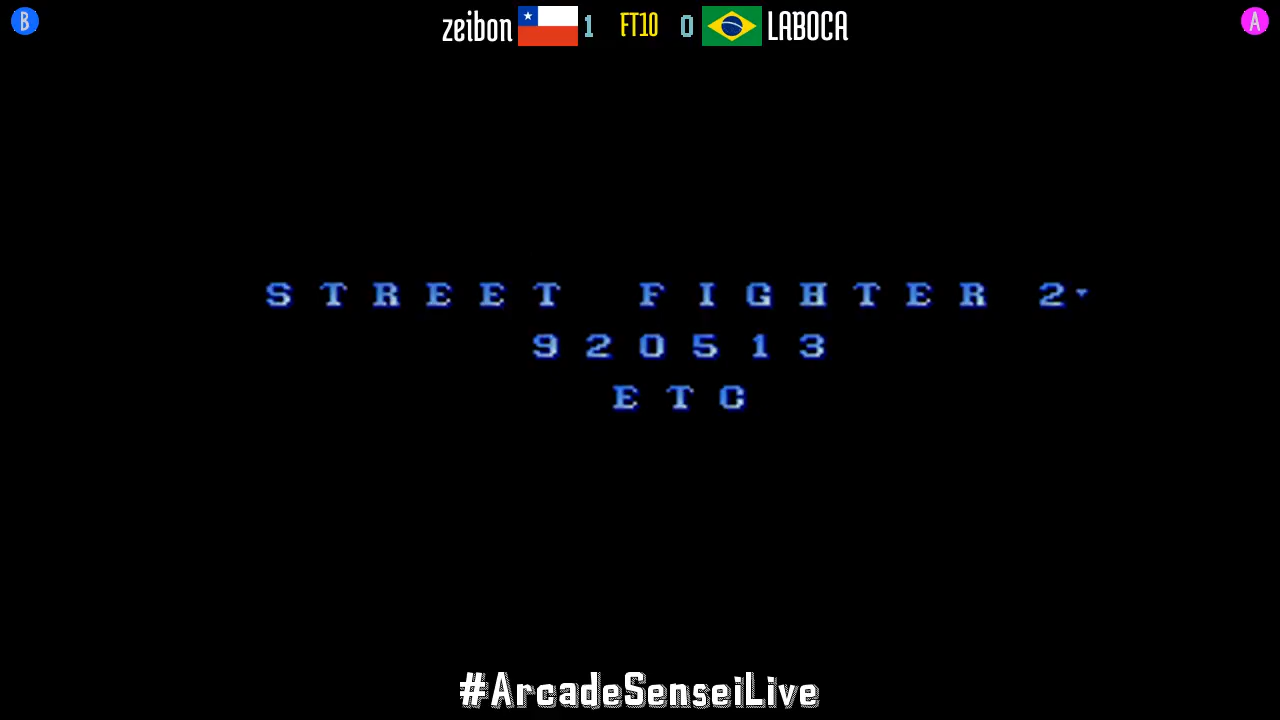 B zeibon 1 FT10 0 LABOCA A
STREET FIGHTER 2'
920513
ETC
#ArcadeSenseiLive